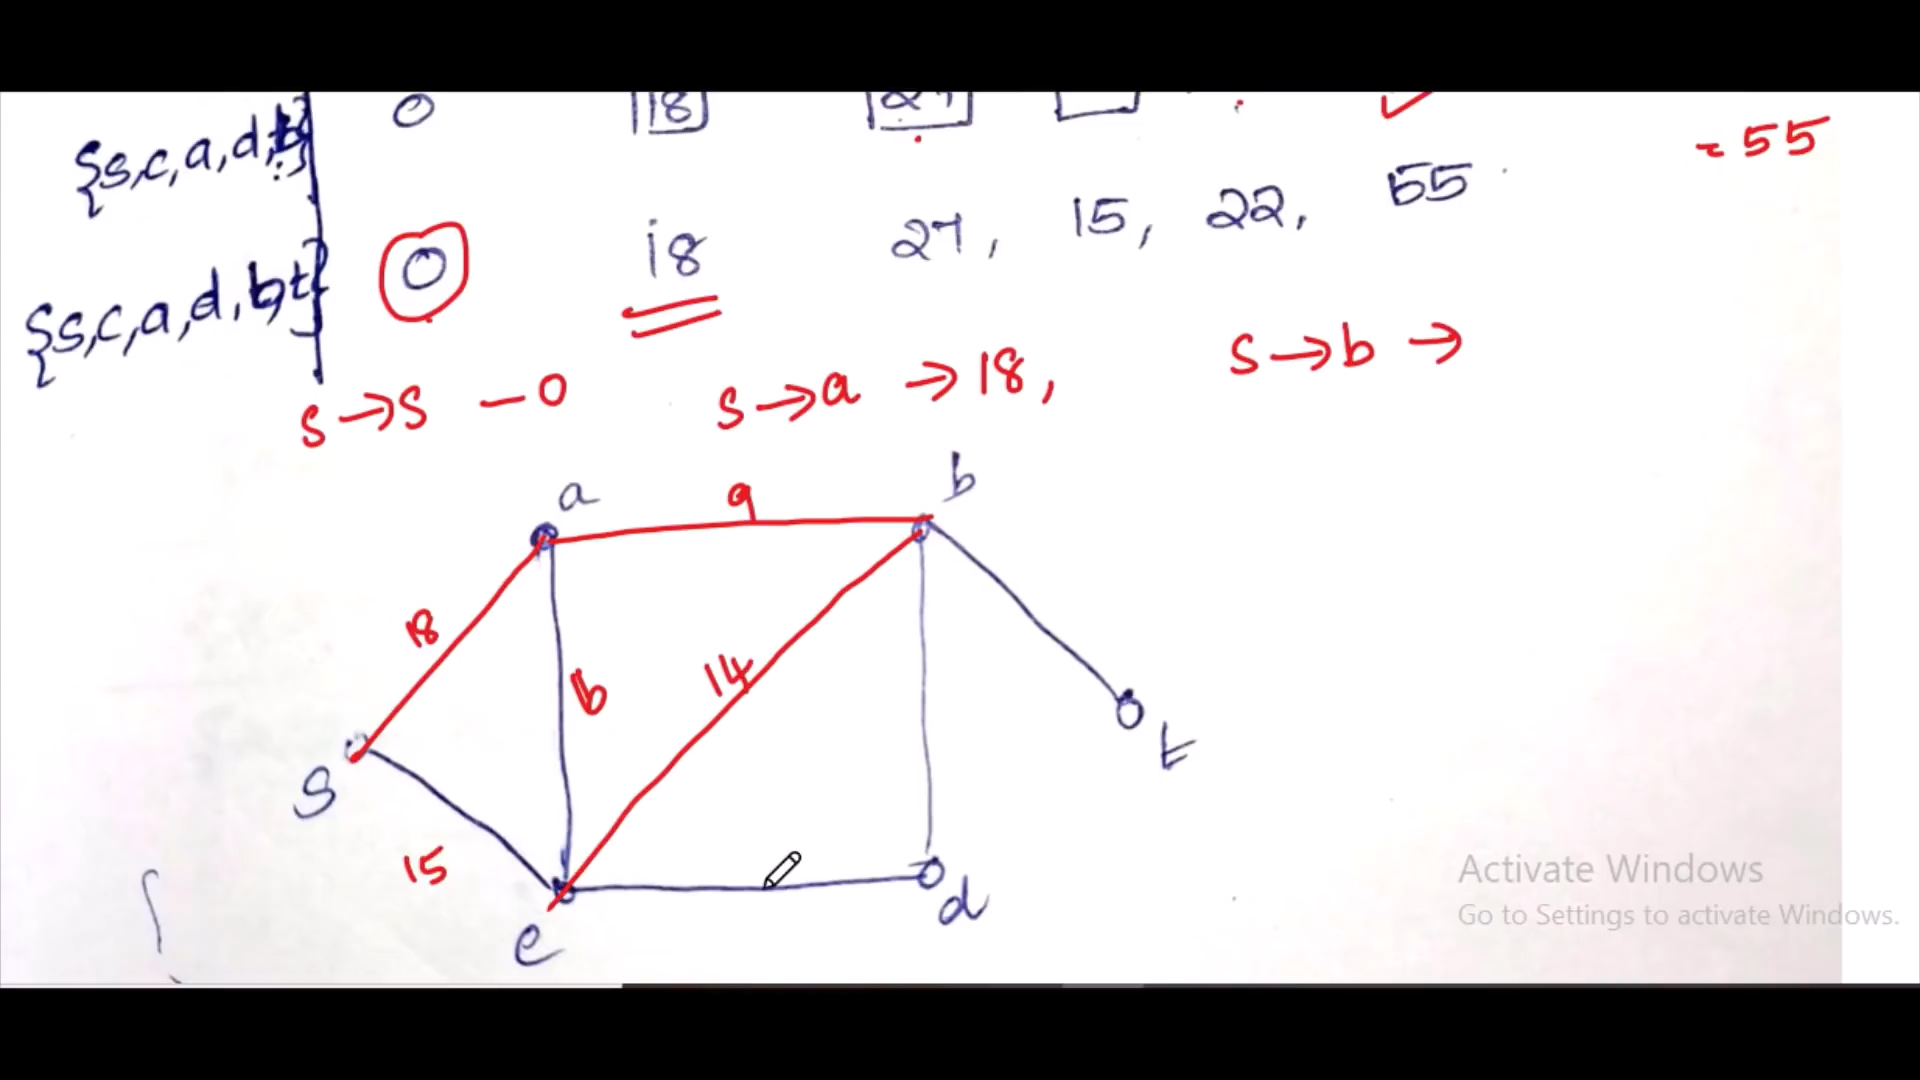 {s,c,a,d,b} 0 18 27 = 55
{s,c,a,d,b,t} 0 18 27, 15, 22, 55
s→s – 0 s→a →18, s→b →
a 9 b
18 6 14
s t
15
c d
Activate Windows
Go to Settings to activate Windows.